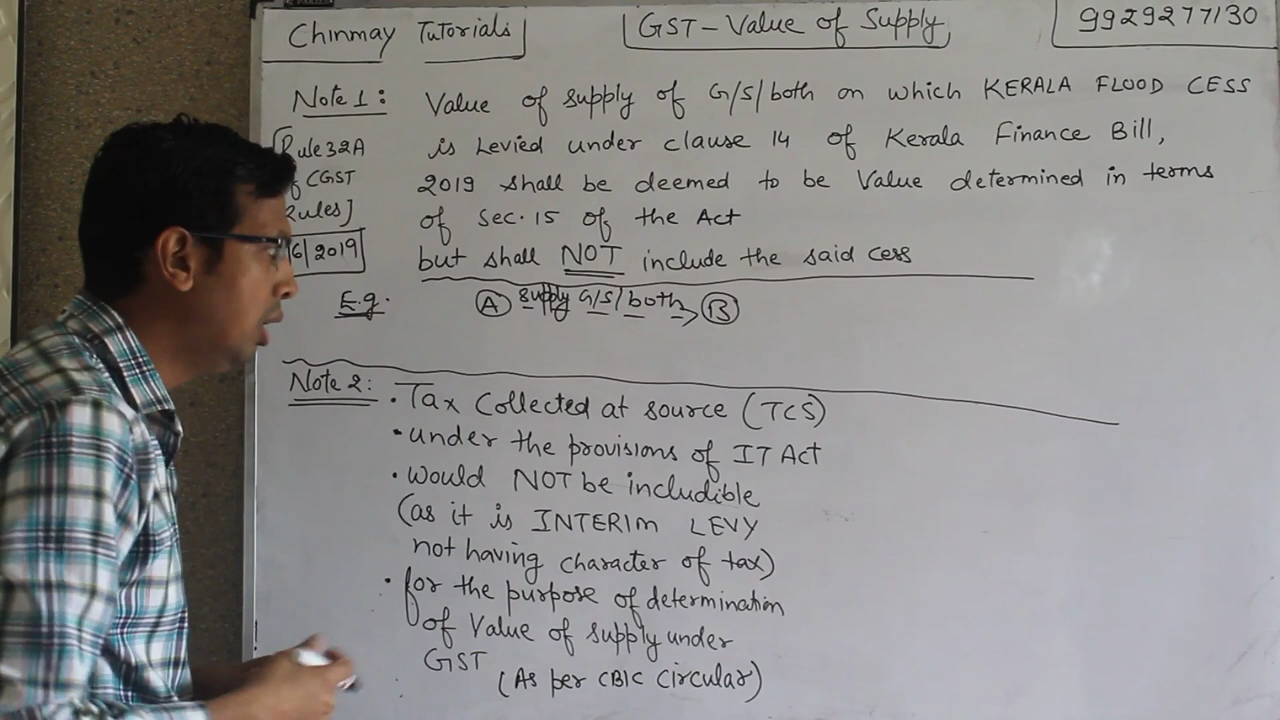 Chinmay Tutorials
GST - Value of Supply
9929277130
Note 1: Value of supply of G/S/both on which KERALA FLOOD CESS
Rule 32A is Levied under clause 14 of Kerala Finance Bill,
CGST 2019 shall be deemed to be Value determined in terms
Rules] of Sec. 15 of the Act
6/2019 but shall NOT include the said cess
E.g. A supply G/S/both → B
Note 2: • Tax Collected at source (TCS)
• under the provisions of IT Act
• would NOT be includible
(as it is INTERIM LEVY
not having character of tax)
• for the purpose of determination
of Value of supply under
GST (As per CBIC circular)